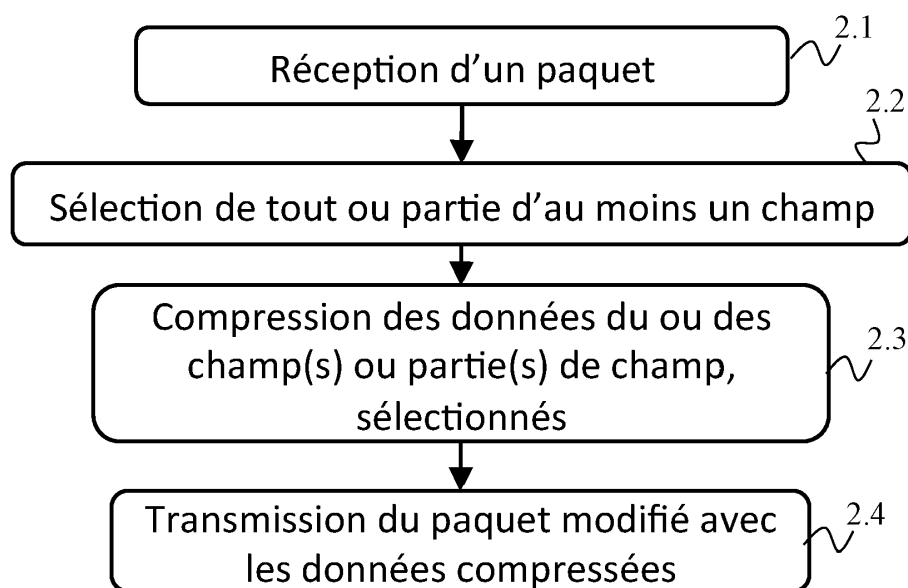 2.1
Réception d’un paquet
2.2
Sélection de tout ou partie d’au moins un champ
Compression des données du ou des
champ(s) ou partie(s) de champ,
sélectionnés
2.3
Transmission du paquet modifié avec
les données compressées
2.4